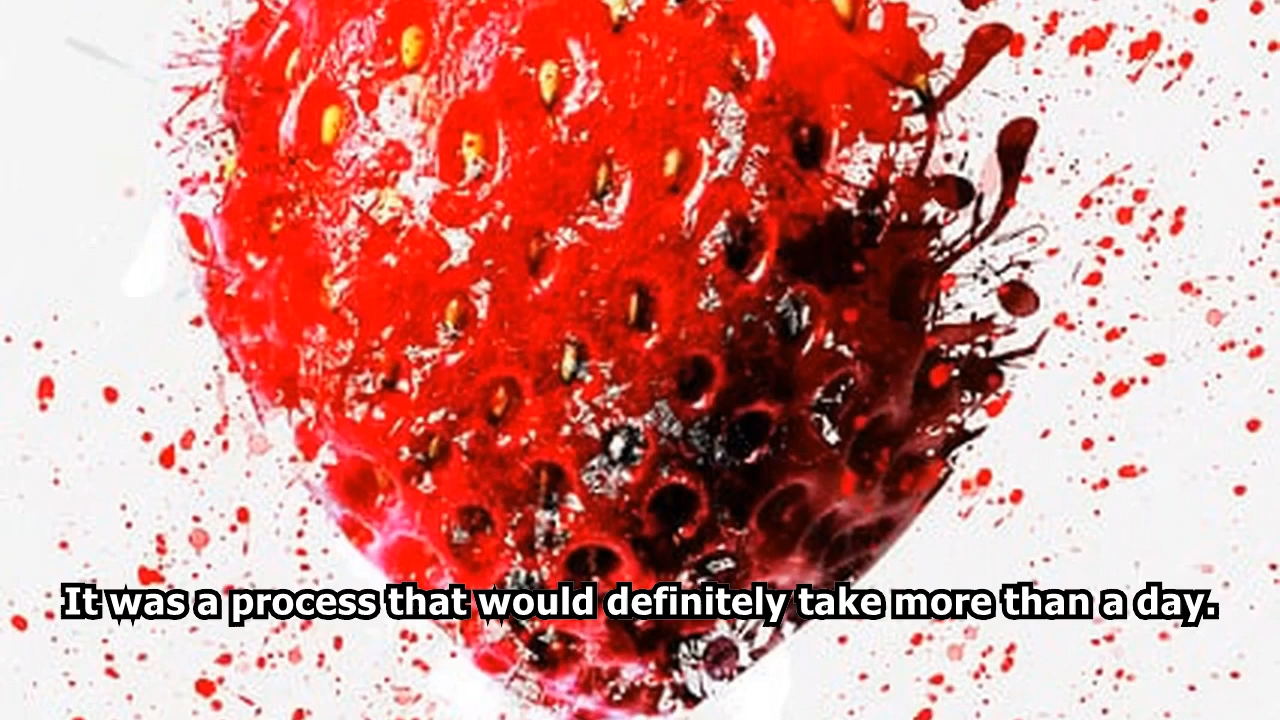 It was a process that would definitely take more than a day.